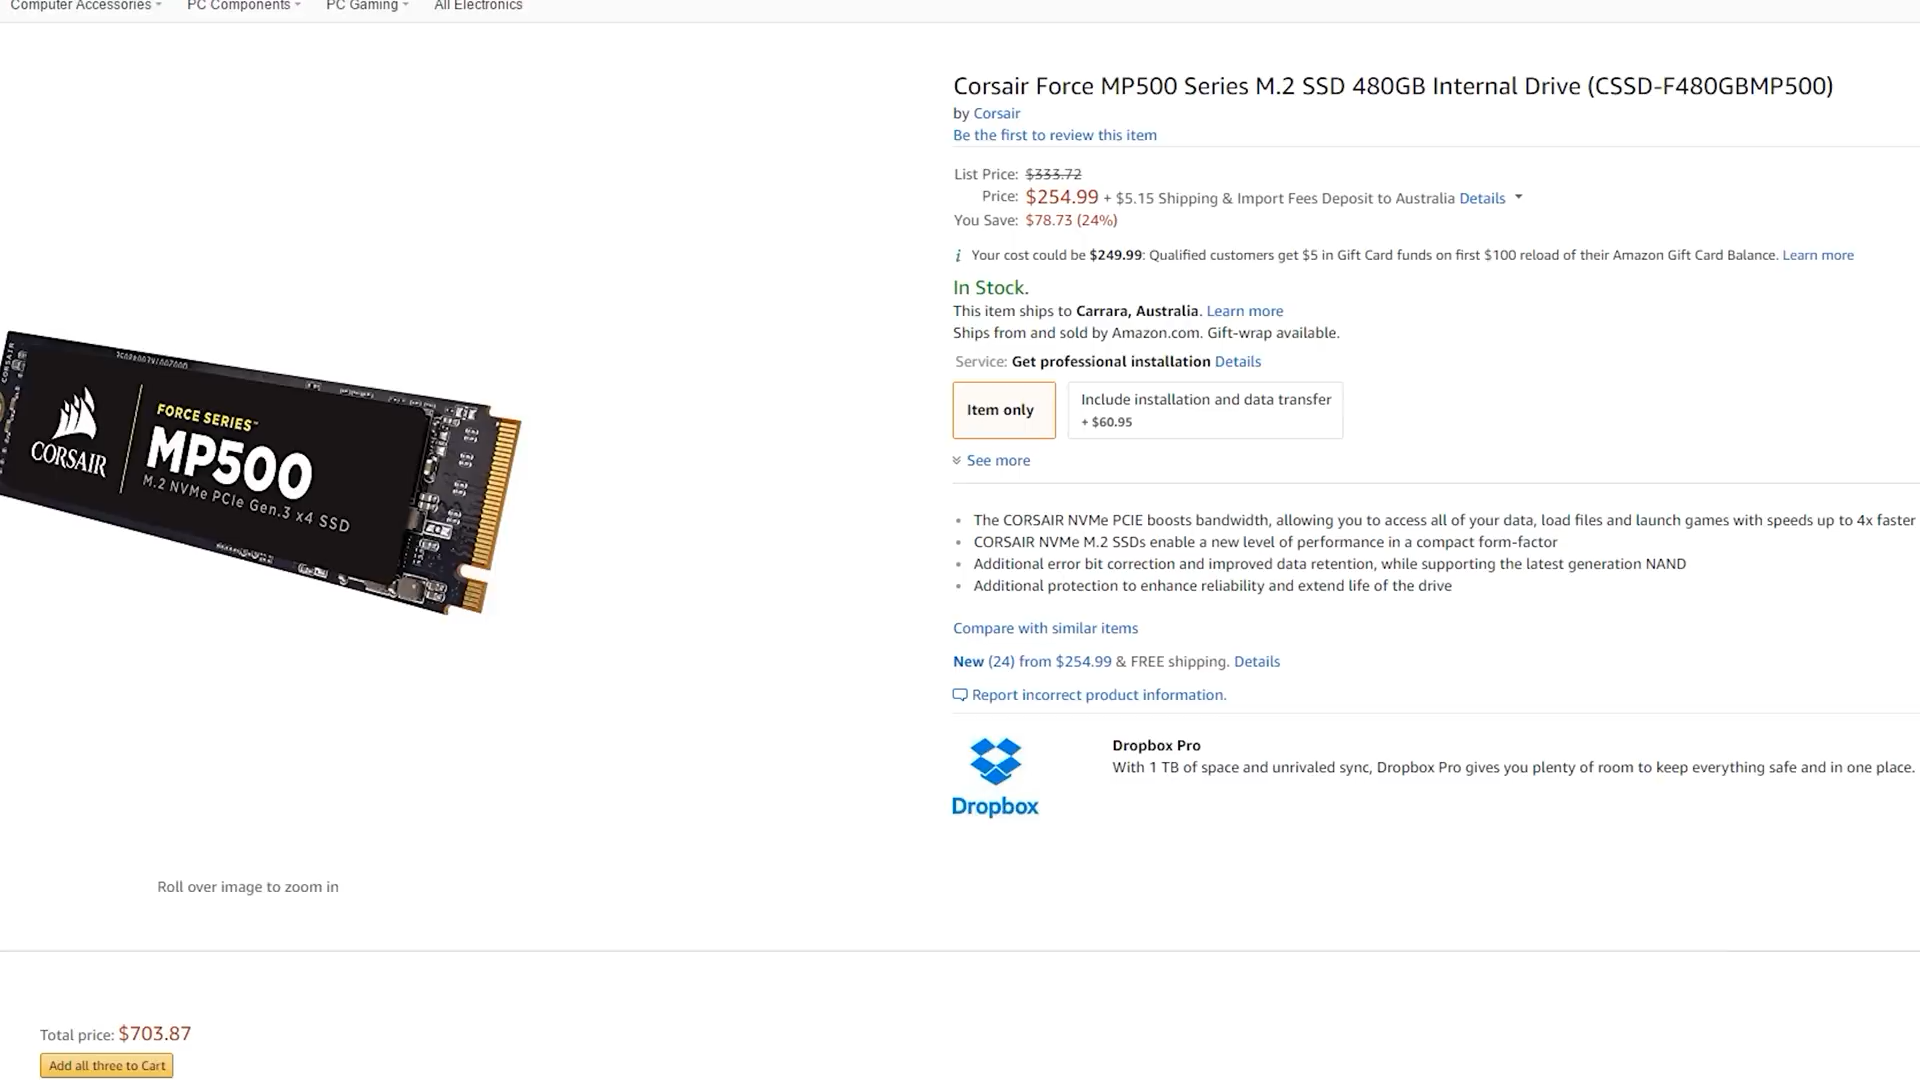 Computer Accessories
PC Components
PC Gaming
All Electronics
Corsair Force MP500 Series M.2 SSD 480GB Internal Drive (CSSD-F480GBMP500)
by Corsair
Be the first to review this item
List Price: $333.72
Price: $254.99 + $5.15 Shipping & Import Fees Deposit to Australia Details
You Save: $78.73 (24%)
i Your cost could be $249.99: Qualified customers get $5 in Gift Card funds on first $100 reload of their Amazon Gift Card Balance. Learn more
In Stock.
This item ships to Carrara, Australia. Learn more
Ships from and sold by Amazon.com. Gift-wrap available.
Service: Get professional installation Details
Item only
Include installation and data transfer
+ $60.95
See more
CORSAIR
CORSAIR
FORCE SERIES™
MP500
M.2 NVMe PCIe Gen.3 x4 SSD
• The CORSAIR NVMe PCIE boosts bandwidth, allowing you to access all of your data, load files and launch games with speeds up to 4x faster
• CORSAIR NVMe M.2 SSDs enable a new level of performance in a compact form-factor
• Additional error bit correction and improved data retention, while supporting the latest generation NAND
• Additional protection to enhance reliability and extend life of the drive
Compare with similar items
New (24) from $254.99 & FREE shipping. Details
Report incorrect product information.
Dropbox
Dropbox Pro
With 1 TB of space and unrivaled sync, Dropbox Pro gives you plenty of room to keep everything safe and in one place.
Roll over image to zoom in
Total price: $703.87
Add all three to Cart